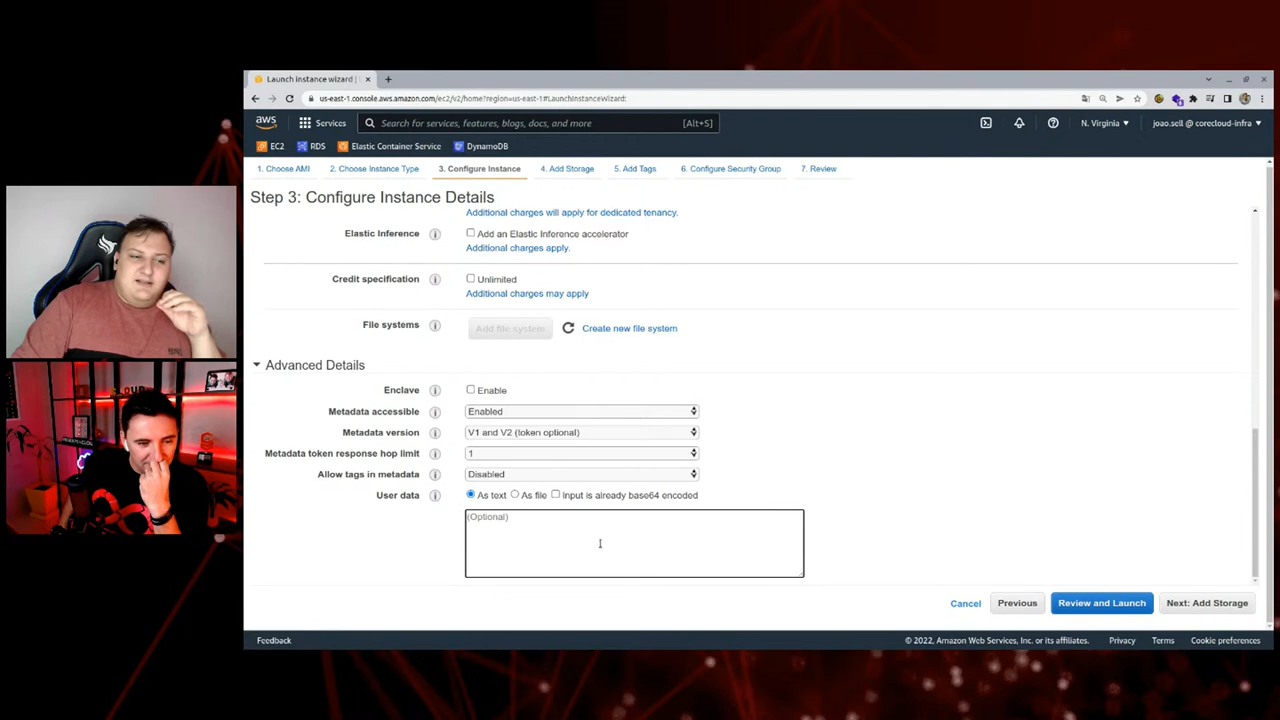 Launch instance wizard |
us-east-1.console.aws.amazon.com/ec2/v2/home?region=us-east-1#LaunchInstanceWizard:
aws Services Search for services, features, blogs, docs, and more [Alt+S] N. Virginia joao.sell @ corecloud-infra
EC2 RDS Elastic Container Service DynamoDB
1. Choose AMI 2. Choose Instance Type 3. Configure Instance 4. Add Storage 5. Add Tags 6. Configure Security Group 7. Review
Step 3: Configure Instance Details
Additional charges will apply for dedicated tenancy.
Elastic Inference Add an Elastic Inference accelerator
Additional charges apply.
Credit specification Unlimited
Additional charges may apply
File systems Add file system Create new file system
Advanced Details
Enclave Enable
Metadata accessible Enabled
Metadata version V1 and V2 (token optional)
Metadata token response hop limit 1
Allow tags in metadata Disabled
User data As text As file Input is already base64 encoded
(Optional)
Cancel Previous Review and Launch Next: Add Storage
Feedback © 2022, Amazon Web Services, Inc. or its affiliates. Privacy Terms Cookie preferences